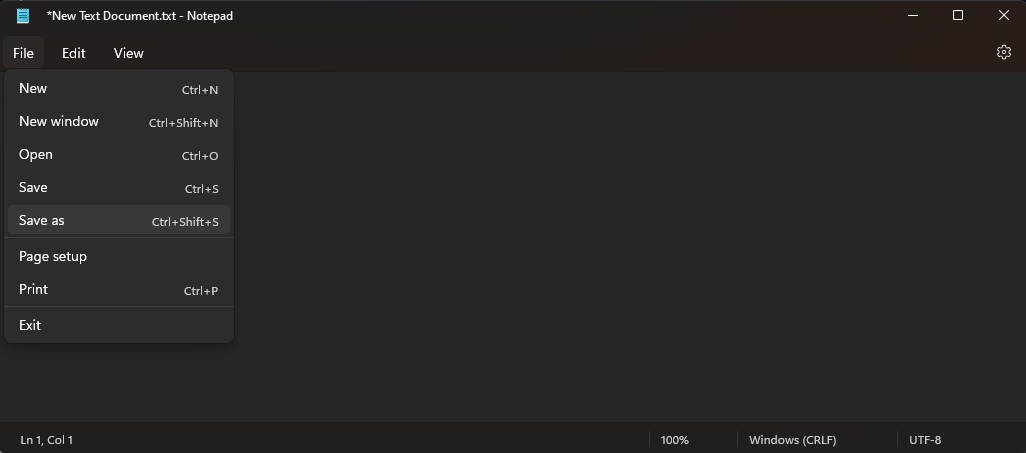 *New Text Document.txt - Notepad
File Edit View
New Ctrl+N
New window Ctrl+Shift+N
Open Ctrl+O
Save Ctrl+S
Save as Ctrl+Shift+S
Page setup
Print Ctrl+P
Exit
Ln 1, Col 1 100% Windows (CRLF) UTF-8